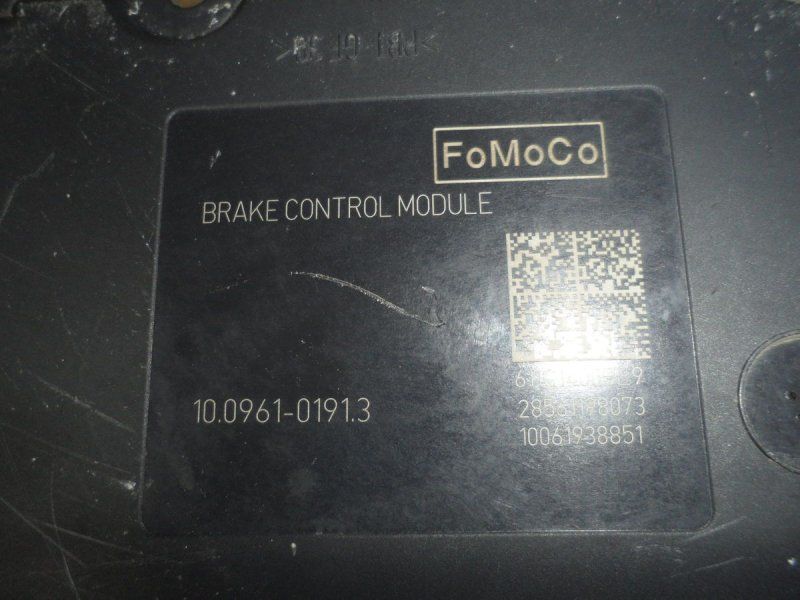 FoMoCo
BRAKE CONTROL MODULE
10.0961-0191.3
10061938851